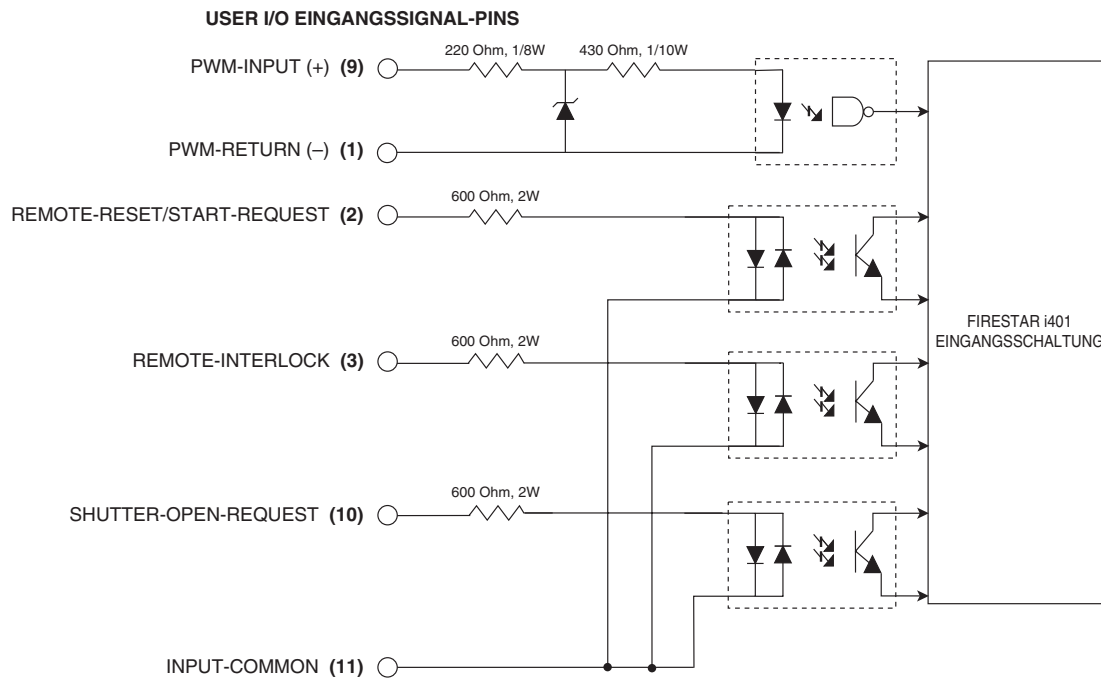 USER I/O EINGANGSSIGNAL-PINS
220 Ohm, 1/8W
430 Ohm, 1/10W
PWM-INPUT (+) (9)
PWM-RETURN (–) (1)
600 Ohm, 2W
REMOTE-RESET/START-REQUEST (2)
FIRESTAR i401
EINGANGSSCHALTUNG
600 Ohm, 2W
REMOTE-INTERLOCK (3)
600 Ohm, 2W
SHUTTER-OPEN-REQUEST (10)
INPUT-COMMON (11)